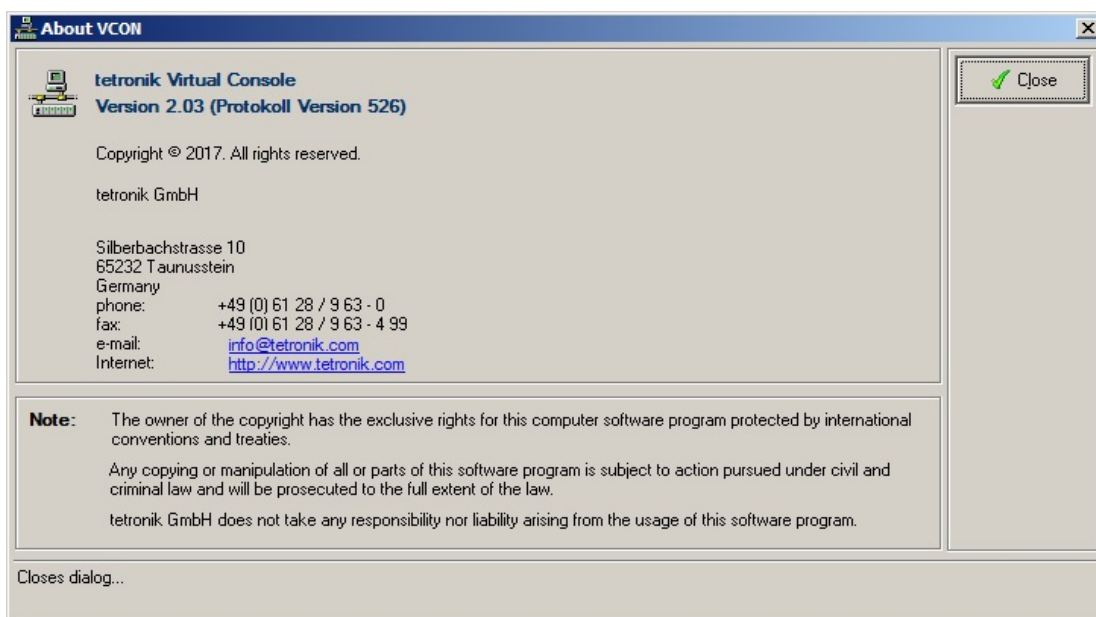 About VCON
tetronik Virtual Console
Version 2.03 (Protokoll Version 526)
Close
Copyright © 2017. All rights reserved.
tetronik GmbH
Silberbachstrasse 10
65232 Taunusstein
Germany
phone: +49 (0) 61 28 / 9 63 - 0
fax: +49 (0) 61 28 / 9 63 - 4 99
e-mail: info@tetronik.com
Internet: http://www.tetronik.com
Note: The owner of the copyright has the exclusive rights for this computer software program protected by international
conventions and treaties.
Any copying or manipulation of all or parts of this software program is subject to action pursued under civil and
criminal law and will be prosecuted to the full extent of the law.
tetronik GmbH does not take any responsibility nor liability arising from the usage of this software program.
Closes dialog...